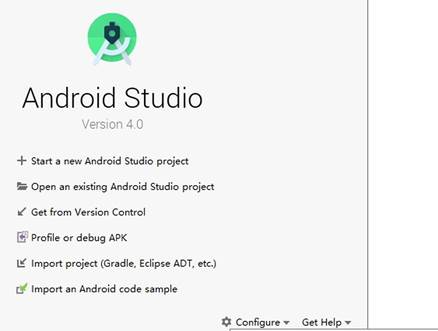 Android Studio
Version 4.0
Start a new Android Studio project
Open an existing Android Studio project
Get from Version Control
Profile or debug APK
Import project (Gradle, Eclipse ADT, etc.)
Import an Android code sample
Configure Get Help